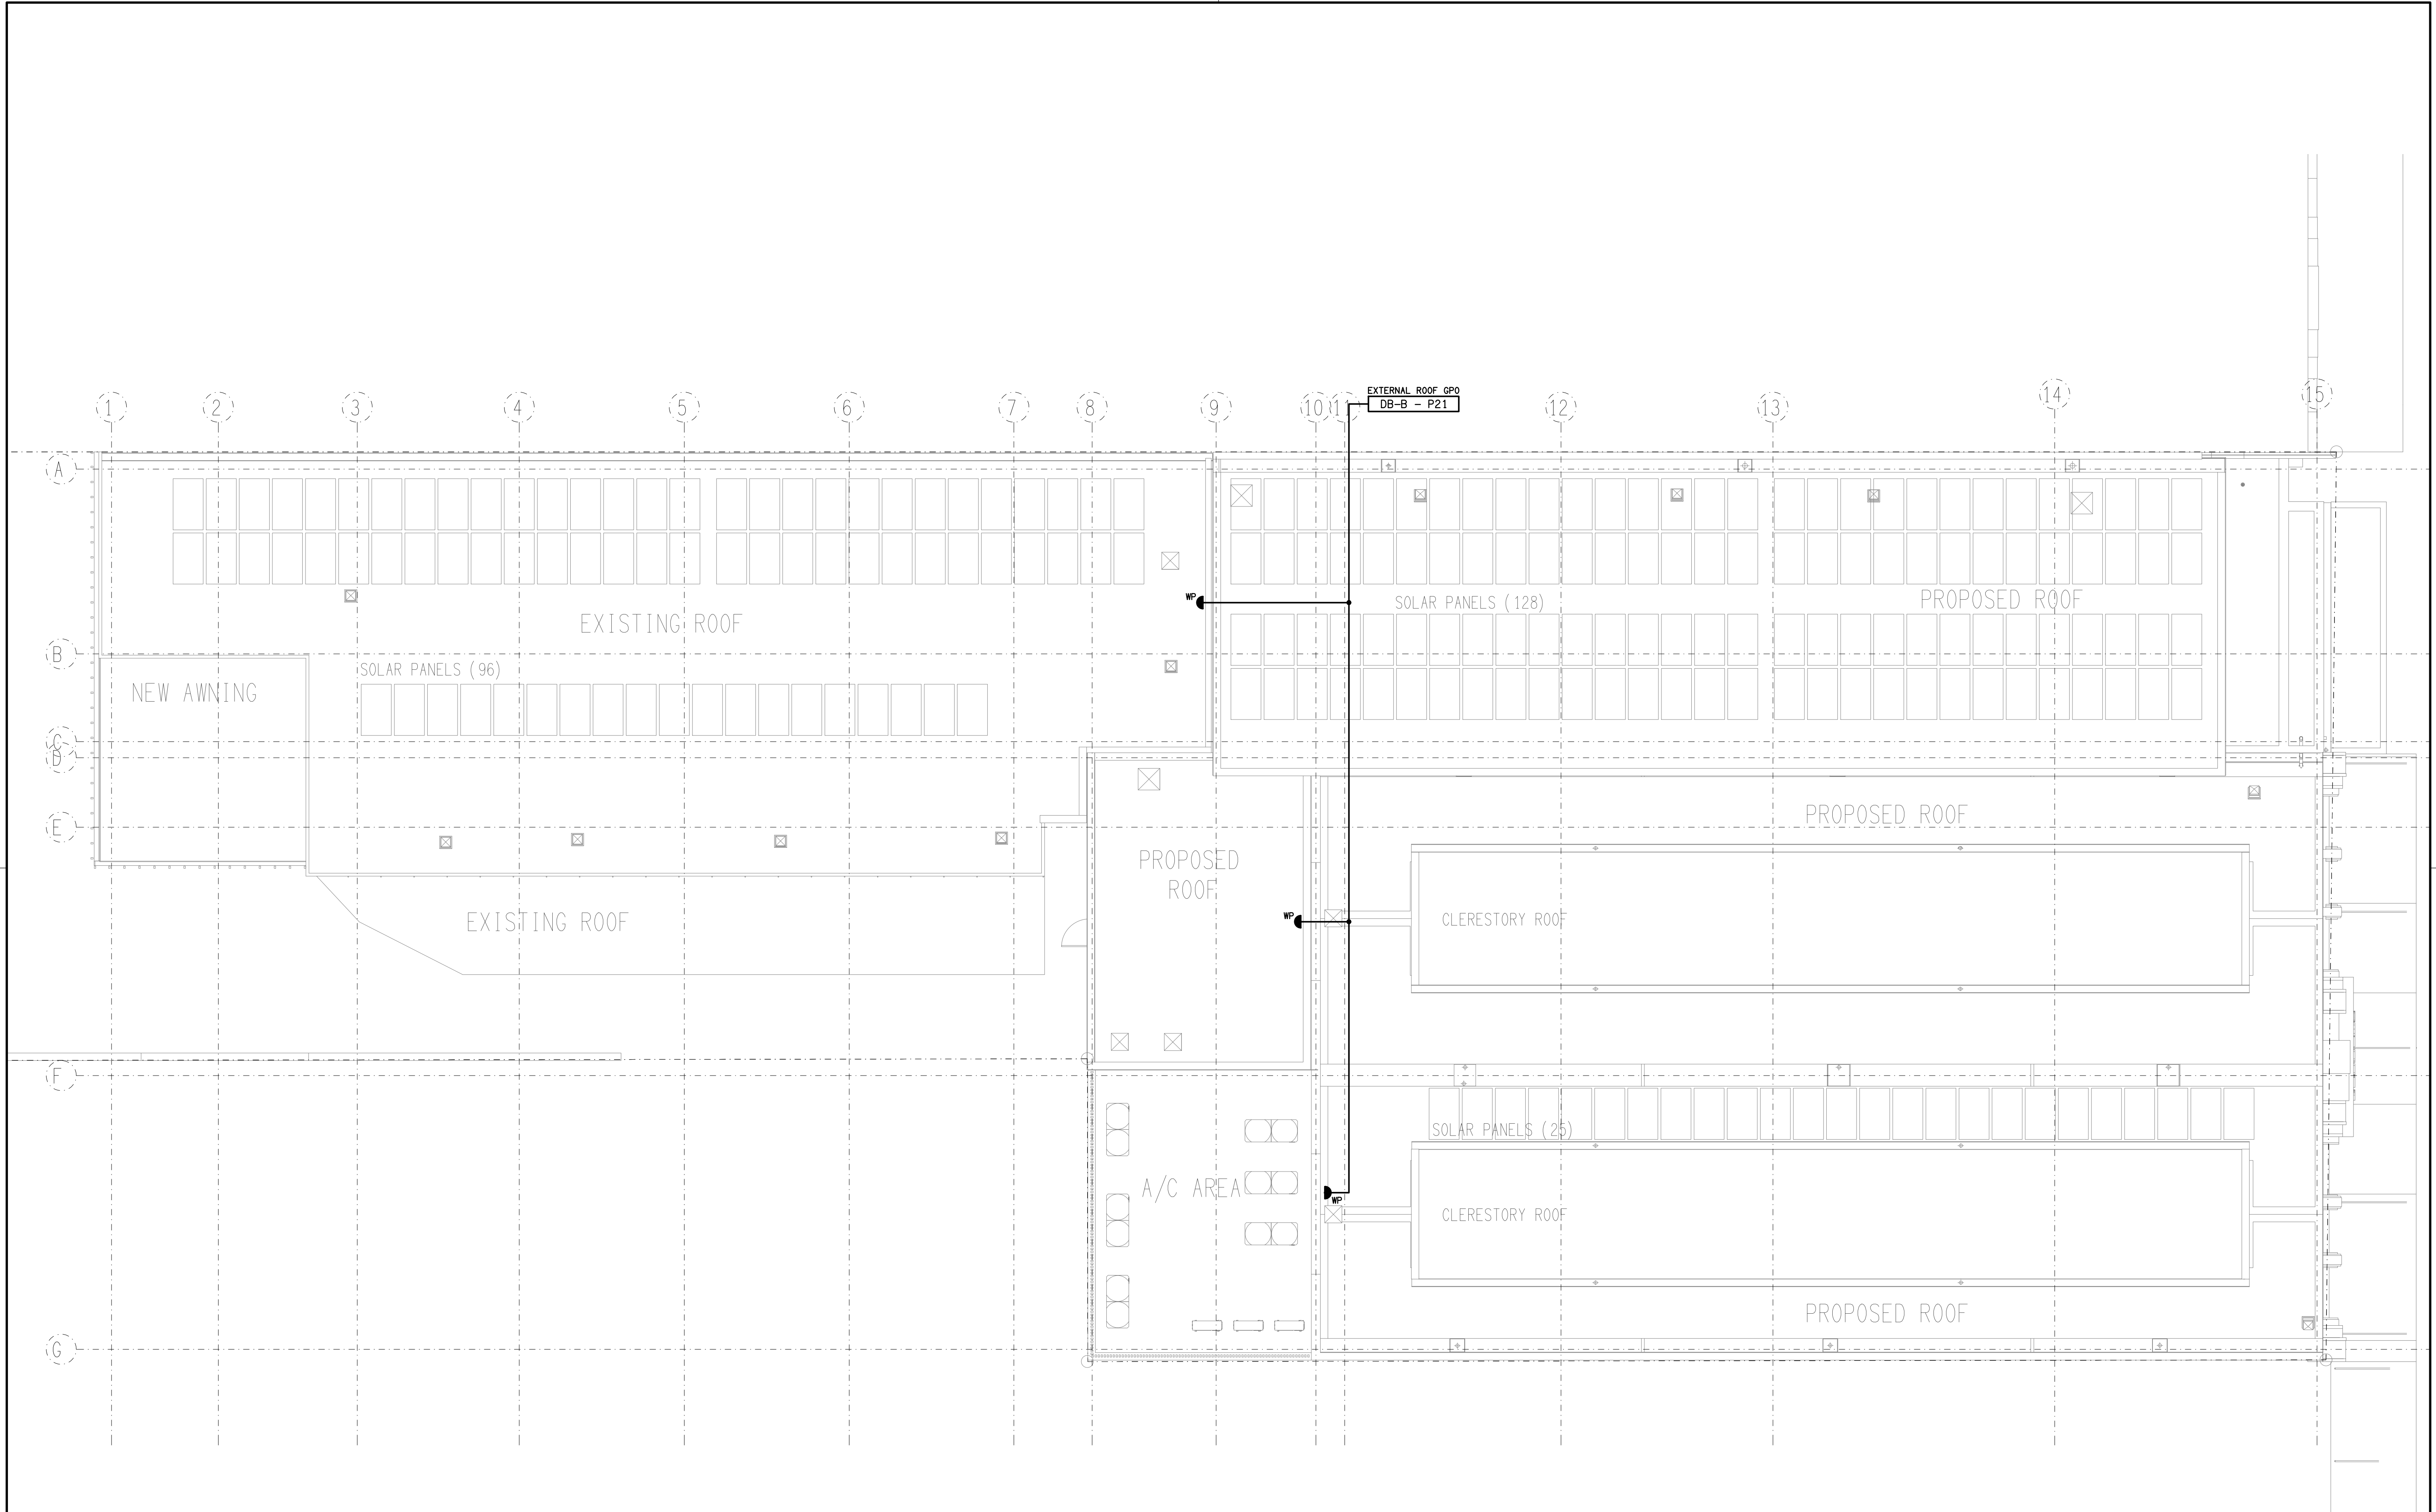 EXTERNAL ROOF GPO
DB-B - P21
1 2 3 4 5 6 7 8 9 10 11 12 13 14 15
A
WP
SOLAR PANELS (128)
PROPOSED ROOF
EXISTING ROOF
B
SOLAR PANELS (96)
NEW AWNING
C
D
PROPOSED ROOF
E
PROPOSED
ROOF
WP
CLERESTORY ROOF
EXISTING ROOF
F
SOLAR PANELS (25)
A/C AREA
WP
CLERESTORY ROOF
PROPOSED ROOF
G